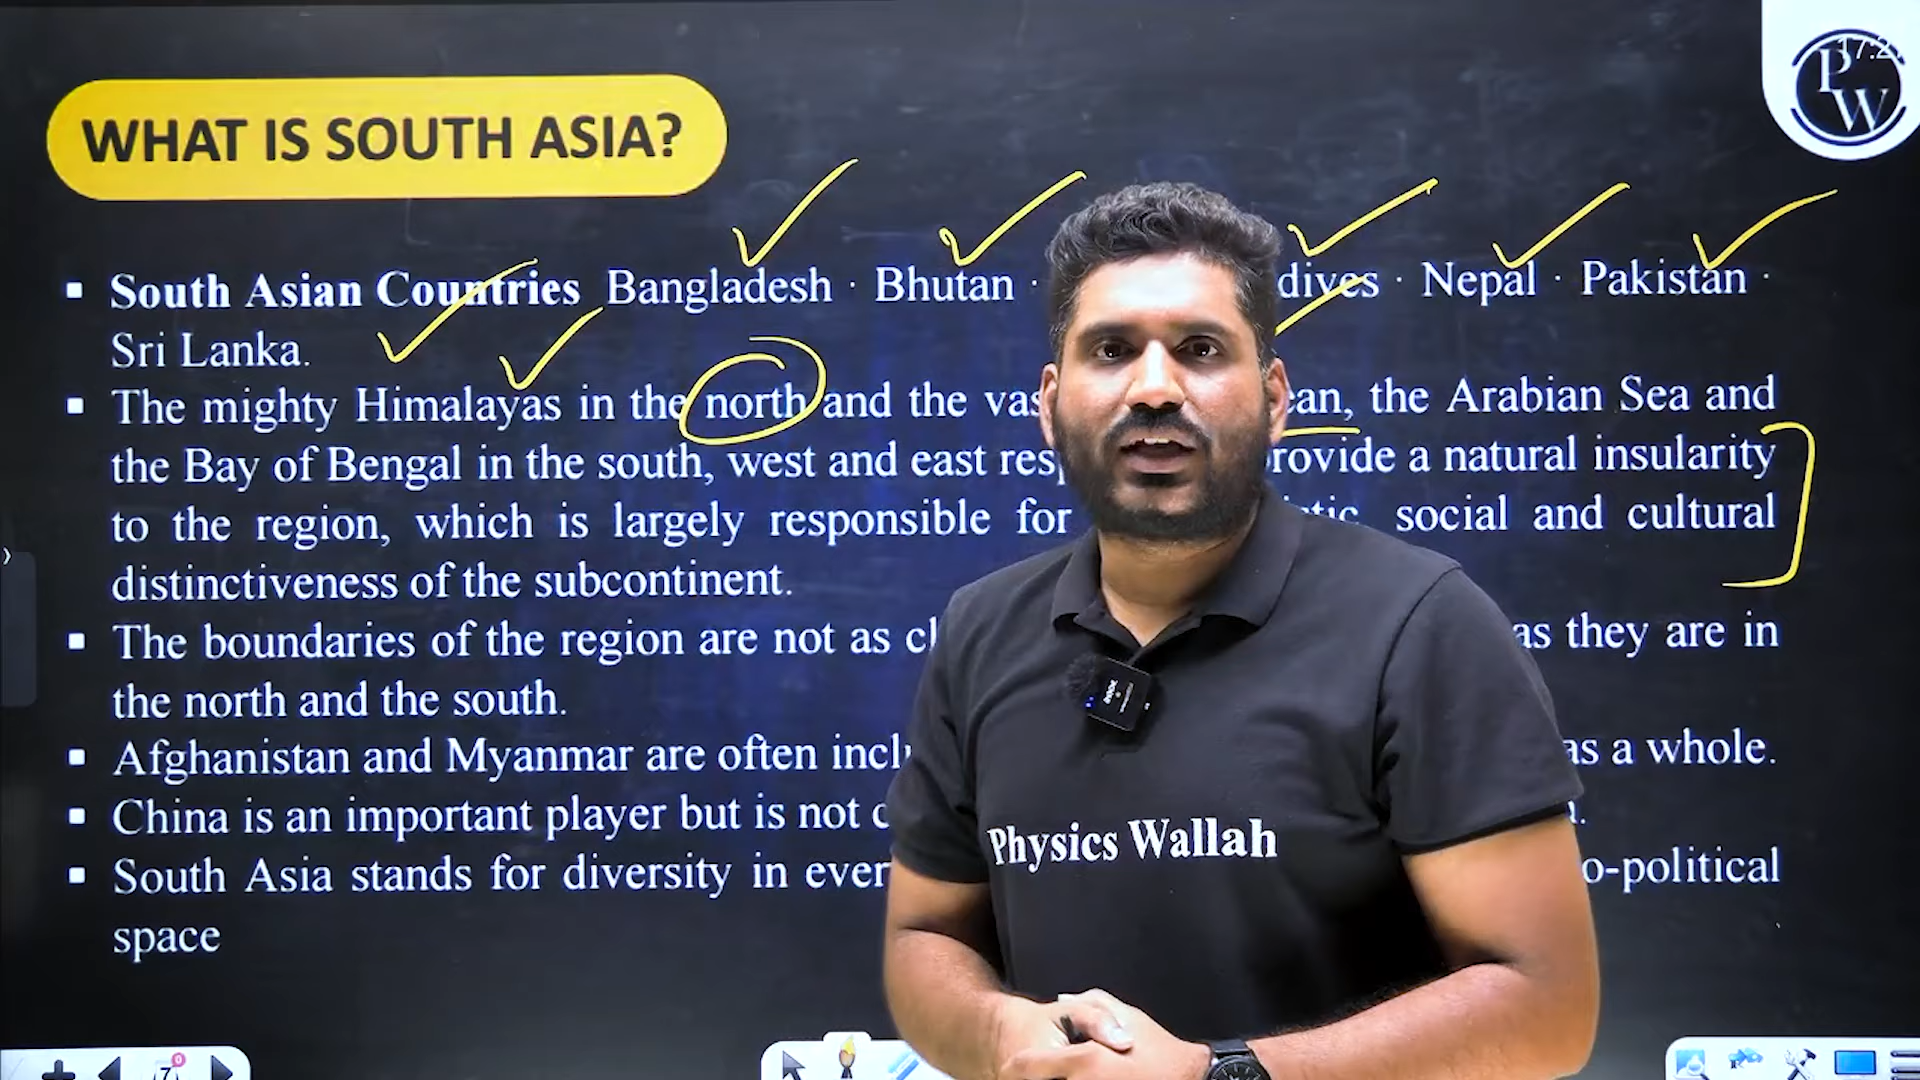 WHAT IS SOUTH ASIA?
PW
South Asian Countries Bangladesh · Bhutan · dives · Nepal · Pakistan ·
Sri Lanka.
The mighty Himalayas in the north and the vas ean, the Arabian Sea and
the Bay of Bengal in the south, west and east res rovide a natural insularity
to the region, which is largely responsible for tic, social and cultural
distinctiveness of the subcontinent.
The boundaries of the region are not as cl as they are in
the north and the south.
Afghanistan and Myanmar are often incl as a whole.
China is an important player but is not
South Asia stands for diversity in ever o-political
space
Physics Wallah
7
0